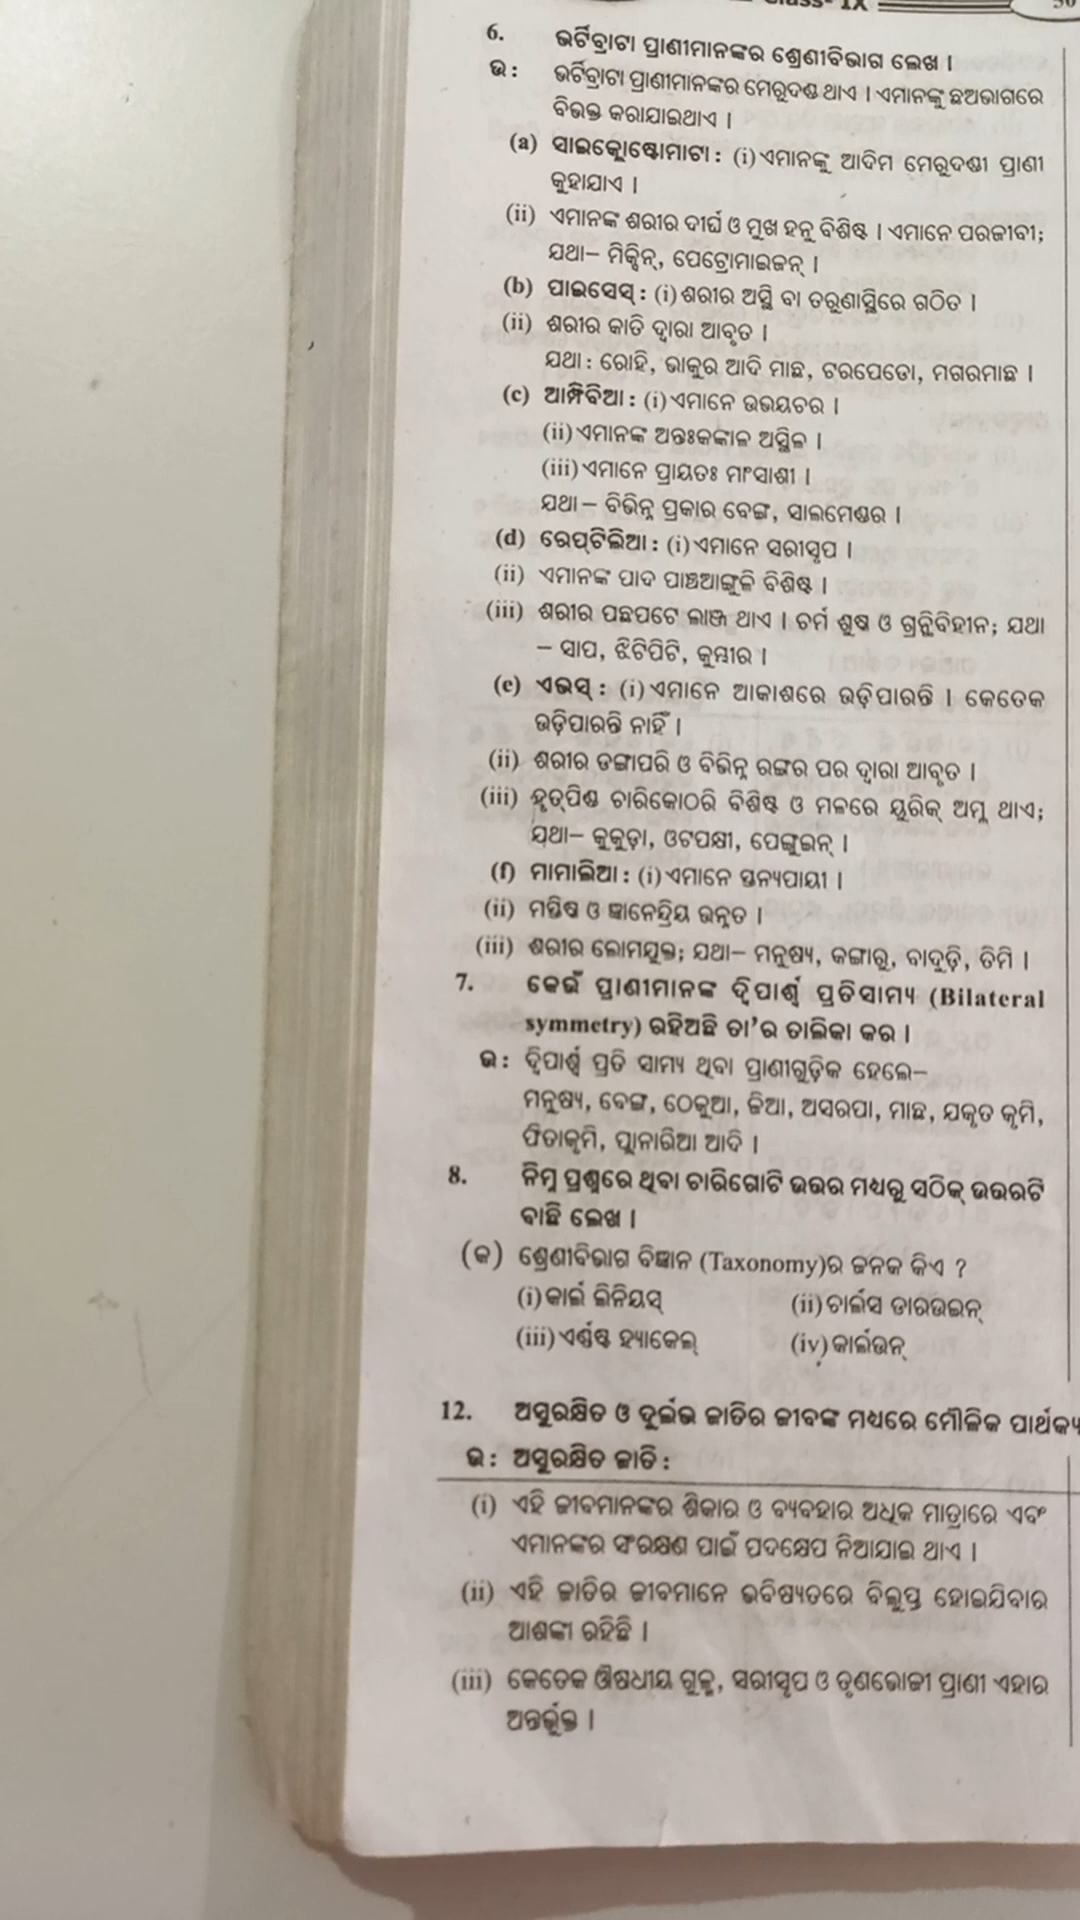 Class- IX
6. ଭର୍ଟିବ୍ରାଟା ପ୍ରାଣୀମାନଙ୍କର ଶ୍ରେଣୀବିଭାଗ ଲେଖ ।
ଉ : ଭର୍ଟିବ୍ରାଟା ପ୍ରାଣୀମାନଙ୍କର ମେରୁଦଣ୍ଡ ଥାଏ । ଏମାନଙ୍କୁ ଛଅଭାଗରେ
ବିଭକ୍ତ କରାଯାଇଥାଏ ।
(a) ସାଇକ୍ଲୋଷ୍ଟୋମାଟା : (i) ଏମାନଙ୍କୁ ଆଦିମ ମେରୁଦଣ୍ଡୀ ପ୍ରାଣୀ
କୁହାଯାଏ ।
(ii) ଏମାନଙ୍କ ଶରୀର ଦୀର୍ଘ ଓ ମୁଖ ହନୁ ବିଶିଷ୍ଟ । ଏମାନେ ପରଜୀବୀ;
ଯଥା– ମିକ୍ସିନ୍, ପେଟ୍ରୋମାଇଜନ୍ ।
(b) ପାଇସେସ୍ : (i) ଶରୀର ଅସ୍ଥି ବା ତରୁଣାସ୍ଥିରେ ଗଠିତ ।
(ii) ଶରୀର କାତି ଦ୍ୱାରା ଆବୃତ ।
ଯଥା : ରୋହି, ଭାକୁର ଆଦି ମାଛ, ଟରପେଡୋ, ମଗରମାଛ ।
(c) ଆମ୍ଫିବିଆ : (i) ଏମାନେ ଉଭୟଚର ।
(ii) ଏମାନଙ୍କ ଅନ୍ତଃକଙ୍କାଳ ଅସ୍ଥିଳ ।
(iii) ଏମାନେ ପ୍ରାୟତଃ ମାଂସାଶୀ ।
ଯଥା – ବିଭିନ୍ନ ପ୍ରକାର ବେଙ୍ଗ, ସାଲମେଣ୍ଡର ।
(d) ରେପ୍‌ଟିଲିଆ : (i) ଏମାନେ ସରୀସୃପ ।
(ii) ଏମାନଙ୍କ ପାଦ ପାଞ୍ଚଆଙ୍ଗୁଳି ବିଶିଷ୍ଟ ।
(iii) ଶରୀର ପଛପଟେ ଲାଞ୍ଜ ଥାଏ । ଚର୍ମ ଶୁଷ୍କ ଓ ଗ୍ରନ୍ଥିବିହୀନ; ଯଥା
– ସାପ, ଝିଟିପିଟି, କୁମ୍ଭୀର ।
(e) ଏଭସ୍ : (i) ଏମାନେ ଆକାଶରେ ଉଡ଼ିପାରନ୍ତି । କେତେକ
ଉଡ଼ିପାରନ୍ତି ନାହିଁ ।
(ii) ଶରୀର ଡଙ୍ଗାପରି ଓ ବିଭିନ୍ନ ରଙ୍ଗର ପର ଦ୍ୱାରା ଆବୃତ ।
(iii) ହୃତ୍‌ପିଣ୍ଡ ଚାରିକୋଠରି ବିଶିଷ୍ଟ ଓ ମଳରେ ୟୁରିକ୍ ଅମ୍ଳ ଥାଏ;
ଯଥା– କୁକୁଡ଼ା, ଓଟପକ୍ଷୀ, ପେଙ୍ଗୁଇନ୍ ।
(f) ମାମାଲିଆ : (i) ଏମାନେ ସ୍ତନ୍ୟପାୟୀ ।
(ii) ମସ୍ତିଷ୍କ ଓ ଜ୍ଞାନେନ୍ଦ୍ରିୟ ଉନ୍ନତ ।
(iii) ଶରୀର ଲୋମଯୁକ୍ତ; ଯଥା– ମନୁଷ୍ୟ, କଙ୍ଗାରୁ, ବାଦୁଡ଼ି, ତିମି ।
7. କେଉଁ ପ୍ରାଣୀମାନଙ୍କ ଦ୍ୱିପାର୍ଶ୍ୱ ପ୍ରତିସାମ୍ୟ (Bilateral
symmetry) ରହିଅଛି ତା’ର ତାଲିକା କର ।
ଉ : ଦ୍ୱିପାର୍ଶ୍ୱ ପ୍ରତି ସାମ୍ୟ ଥିବା ପ୍ରାଣୀଗୁଡ଼ିକ ହେଲେ–
ମନୁଷ୍ୟ, ବେଙ୍ଗ, ଠେକୁଆ, ଜିଆ, ଅସରପା, ମାଛ, ଯକୃତ କୃମି,
ଫିତାକୃମି, ପ୍ଲାନାରିଆ ଆଦି ।
8. ନିମ୍ନ ପ୍ରଶ୍ନରେ ଥିବା ଚାରିଗୋଟି ଉତ୍ତର ମଧ୍ୟରୁ ସଠିକ୍ ଉତ୍ତରଟି
ବାଛି ଲେଖ ।
(କ) ଶ୍ରେଣୀବିଭାଗ ବିଜ୍ଞାନ (Taxonomy)ର ଜନକ କିଏ ?
(i) କାର୍ଲ ଲିନିୟସ୍ (ii) ଚାର୍ଲସ ଡାରଉଇନ୍
(iii) ଏର୍ଣ୍ଣଷ୍ଟ ହ୍ୟାକେଲ୍ (iv) କାର୍ଲଉନ୍
12. ଅସୁରକ୍ଷିତ ଓ ଦୁର୍ଲଭ ଜାତିର ଜୀବଙ୍କ ମଧ୍ୟରେ ମୌଳିକ ପାର୍ଥକ୍ୟ
ଉ : ଅସୁରକ୍ଷିତ ଜାତି :
(i) ଏହି ଜୀବମାନଙ୍କର ଶିକାର ଓ ବ୍ୟବହାର ଅଧିକ ମାତ୍ରାରେ ଏବଂ
ଏମାନଙ୍କର ସଂରକ୍ଷଣ ପାଇଁ ପଦକ୍ଷେପ ନିଆଯାଇ ଥାଏ ।
(ii) ଏହି ଜାତିର ଜୀବମାନେ ଭବିଷ୍ୟତରେ ବିଲୁପ୍ତ ହୋଇଯିବାର
ଆଶଙ୍କା ରହିଛି ।
(iii) କେତେକ ଔଷଧୀୟ ଗୁଳ୍ମ, ସରୀସୃପ ଓ ତୃଣଭୋଜୀ ପ୍ରାଣୀ ଏହାର
ଅନ୍ତର୍ଭୁକ୍ତ ।